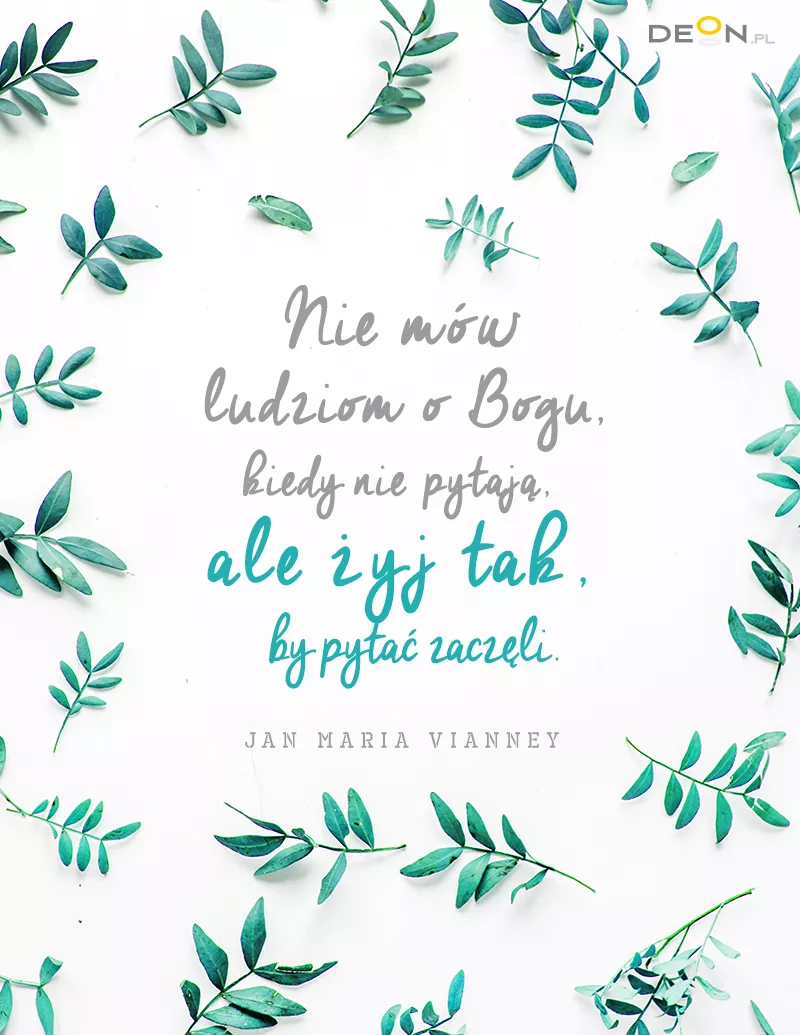 DEON.PL
Nie mów
ludziom o Bogu,
kiedy nie pytają,
ale żyj tak,
by pytać zaczęli.
JAN MARIA VIANNEY